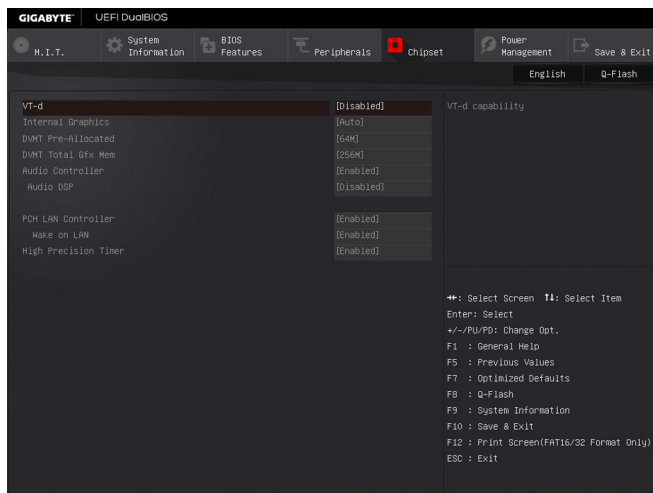 GIGABYTE™ UEFI DualBIOS
M.I.T.
System Information
BIOS Features
Peripherals
Chipset
Power Management
Save & Exit
English Q-Flash
VT-d [Disabled] VT-d capability
Internal Graphics [Auto]
DVMT Pre-Allocated [64M]
DVMT Total Gfx Mem [256M]
Audio Controller [Enabled]
Audio DSP [Disabled]
PCH LAN Controller [Enabled]
Wake on LAN [Enabled]
High Precision Timer [Enabled]
→←: Select Screen ↑↓: Select Item
Enter: Select
+/-/PU/PD: Change Opt.
F1 : General Help
F5 : Previous Values
F7 : Optimized Defaults
F8 : Q-Flash
F9 : System Information
F10 : Save & Exit
F12 : Print Screen(FAT16/32 Format Only)
ESC : Exit